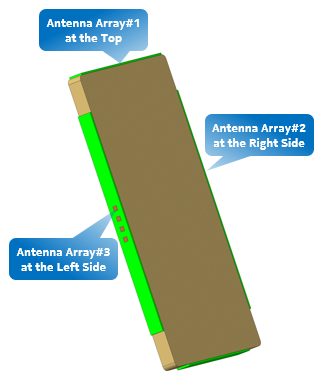 Antenna Array#1
at the Top
Antenna Array#2
at the Right Side
Antenna Array#3
at the Left Side